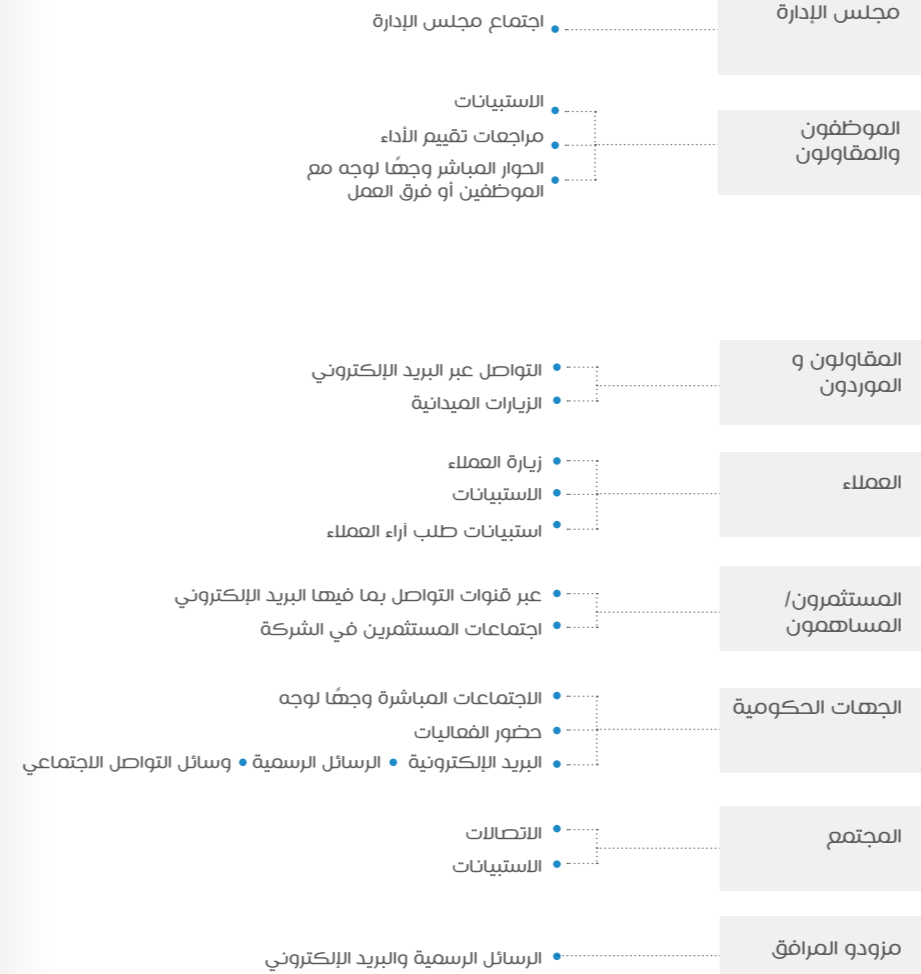 مجلس الإدارة
• اجتماع مجلس الإدارة
الموظفون
والمقاولون
• الاستبيانات
• مراجعات تقييم الأداء
• الحوار المباشر وجهًا لوجه مع
الموظفين أو فرق العمل
المقاولون و
الموردون
• التواصل عبر البريد الإلكتروني
• الزيارات الميدانية
العملاء
• زيارة العملاء
• الاستبيانات
• استبيانات طلب آراء العملاء
المستثمرون/
المساهمون
• عبر قنوات التواصل بما فيها البريد الإلكتروني
• اجتماعات المستثمرين في الشركة
الجهات الحكومية
• الاجتماعات المباشرة وجهًا لوجه
• حضور الفعاليات
• البريد الإلكترونية • الرسائل الرسمية • وسائل التواصل الاجتماعي
المجتمع
• الاتصالات
• الاستبيانات
مزودو المرافق
• الرسائل الرسمية والبريد الإلكتروني